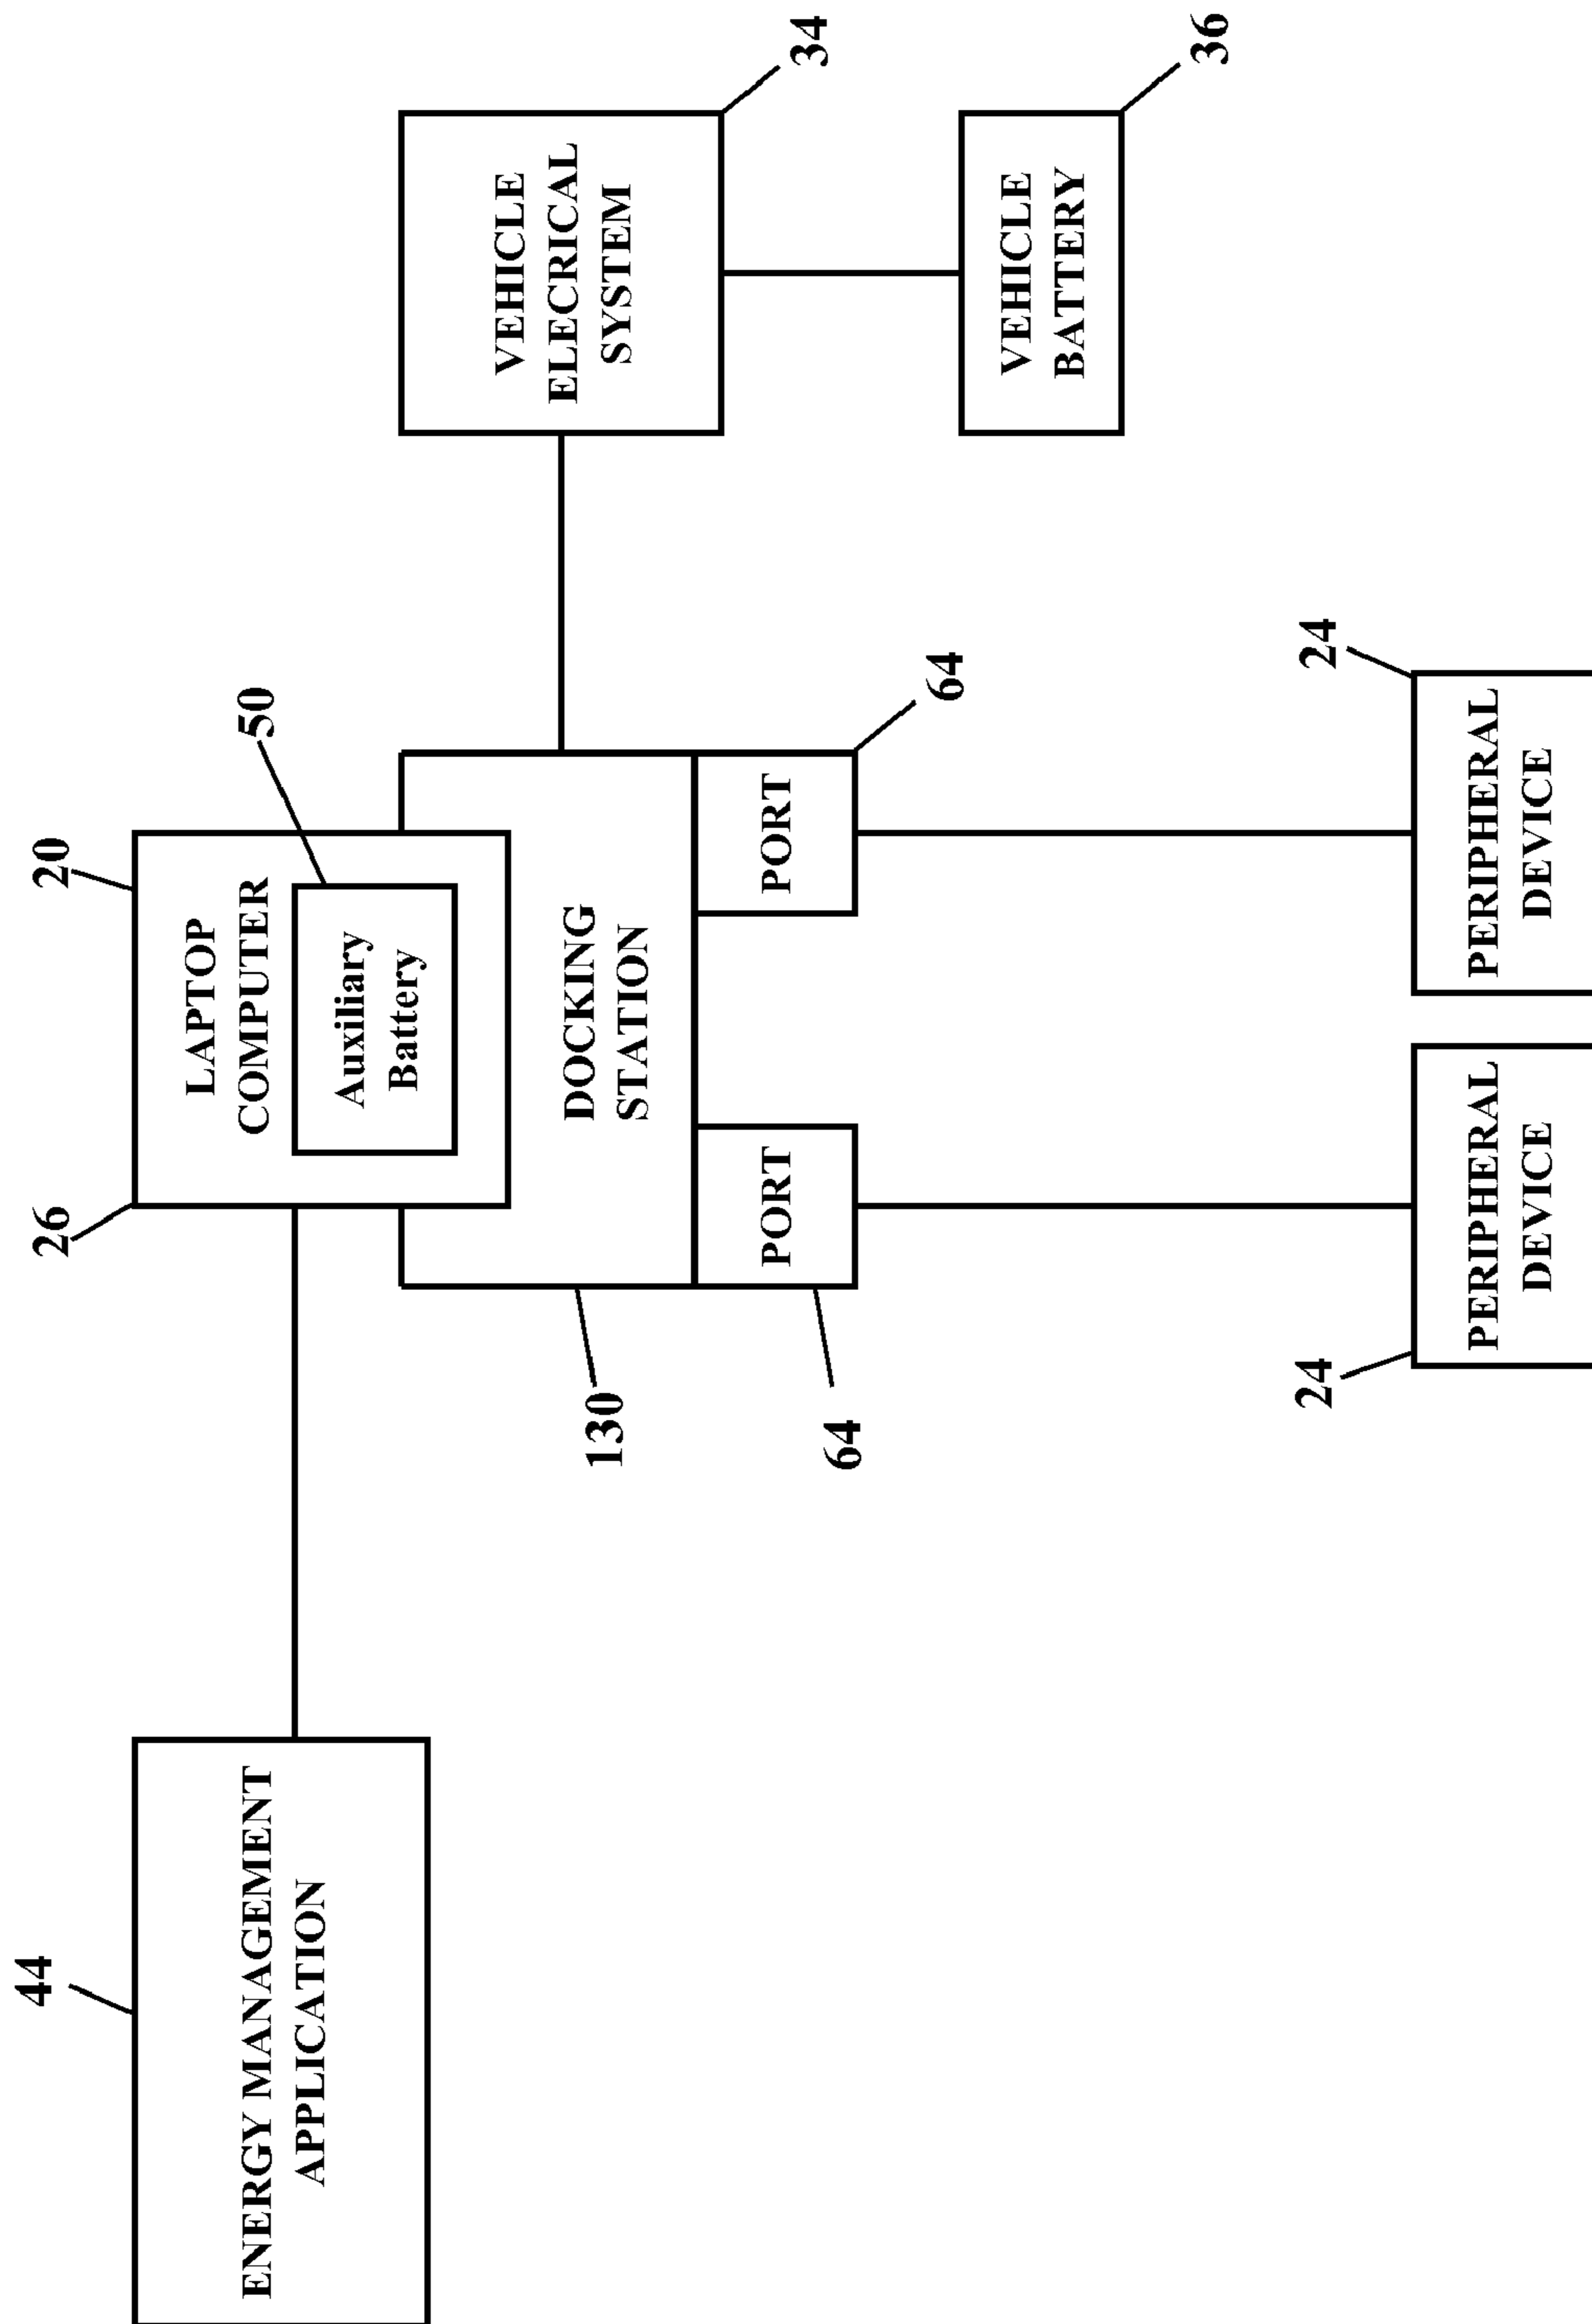 44
ENERGY MANAGEMENT
APPLICATION
26
20
LAPTOP
COMPUTER
50
Auxiliary
Battery
DOCKING
STATION
130
PORT
64
PORT
64
VEHICLE
ELECRICAL
SYSTEM
34
VEHICLE
BATTERY
36
24
PERIPHERAL
DEVICE
24
PERIPHERAL
DEVICE